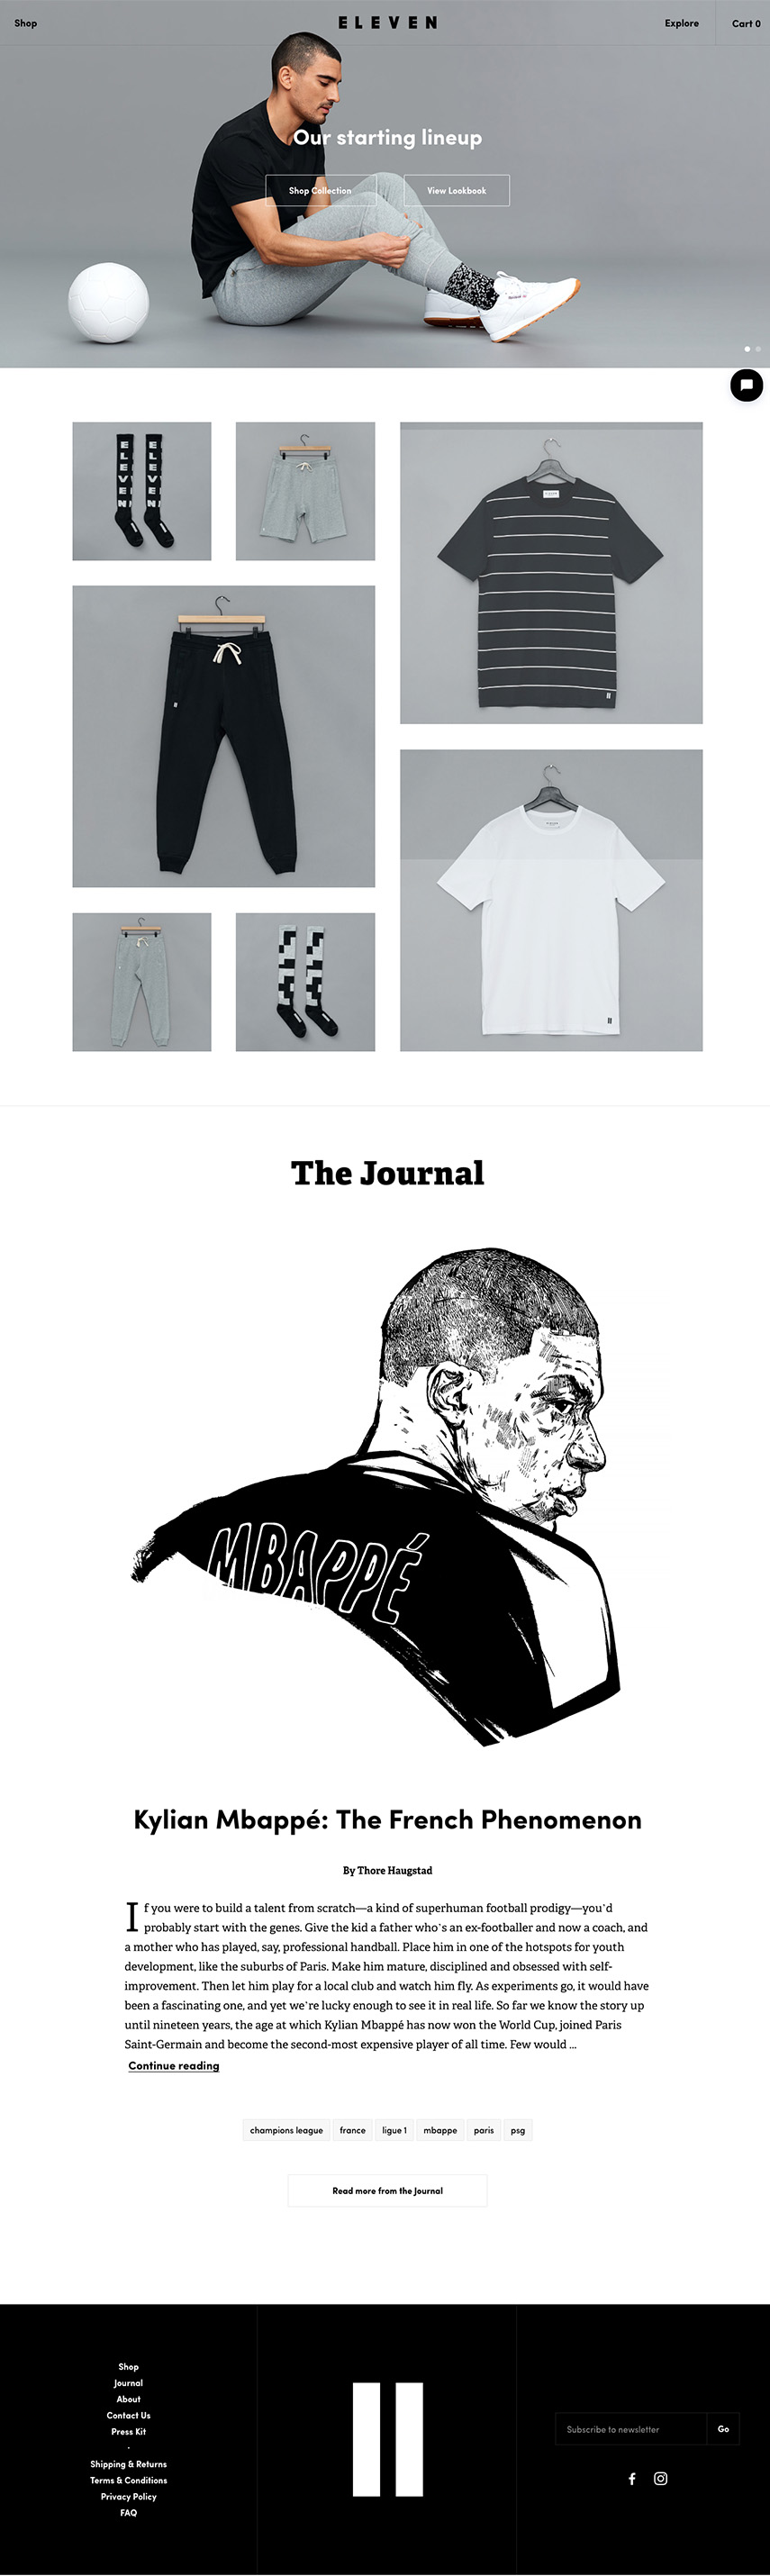 Shop
ELEVEN
Explore
Cart 0
Our starting lineup
Shop Collection
View Lookbook
ELEVEN
ELEVEN
The Journal
MBAPPÉ
Kylian Mbappé: The French Phenomenon
By Thore Haugstad
If you were to build a talent from scratch—a kind of superhuman football prodigy—you'd
probably start with the genes. Give the kid a father who's an ex-footballer and now a coach, and
a mother who has played, say, professional handball. Place him in one of the hotspots for youth
development, like the suburbs of Paris. Make him mature, disciplined and obsessed with self-
improvement. Then let him play for a local club and watch him fly. As experiments go, it would have
been a fascinating one, and yet we're lucky enough to see it in real life. So far we know the story up
until nineteen years, the age at which Kylian Mbappé has now won the World Cup, joined Paris
Saint-Germain and become the second-most expensive player of all time. Few would ...
Continue reading
champions league
france
ligue 1
mbappe
paris
psg
Read more from the Journal
Shop
Journal
About
Contact Us
Press Kit
-
Shipping & Returns
Terms & Conditions
Privacy Policy
FAQ
Subscribe to newsletter
Go